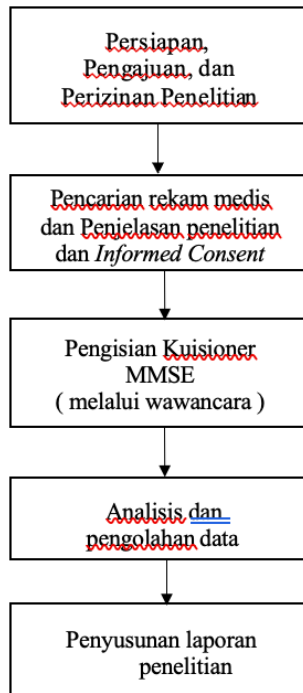 Persiapan,
Pengajuan, dan
Perizinan Penelitian
Pencarian rekam medis
dan Penjelasan penelitian
dan Informed Consent
Pengisian Kuisioner
MMSE
( melalui wawancara )
Analisis dan
pengolahan data
Penyusunan laporan
penelitian